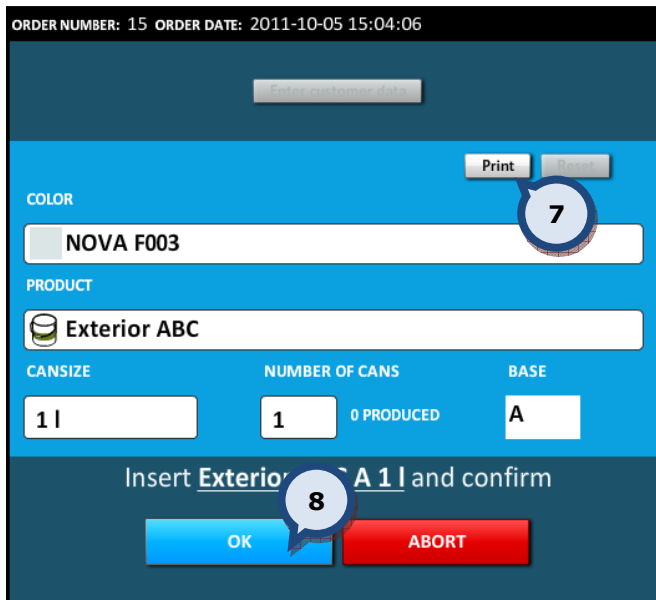 ORDER NUMBER: 15 ORDER DATE: 2011-10-05 15:04:06
Enter customer data
Print Reset
7
COLOR
NOVA F003
PRODUCT
Exterior ABC
CANSIZE NUMBER OF CANS BASE
1 l 1 0 PRODUCED A
Insert Exterior A 1 l and confirm
8
OK ABORT